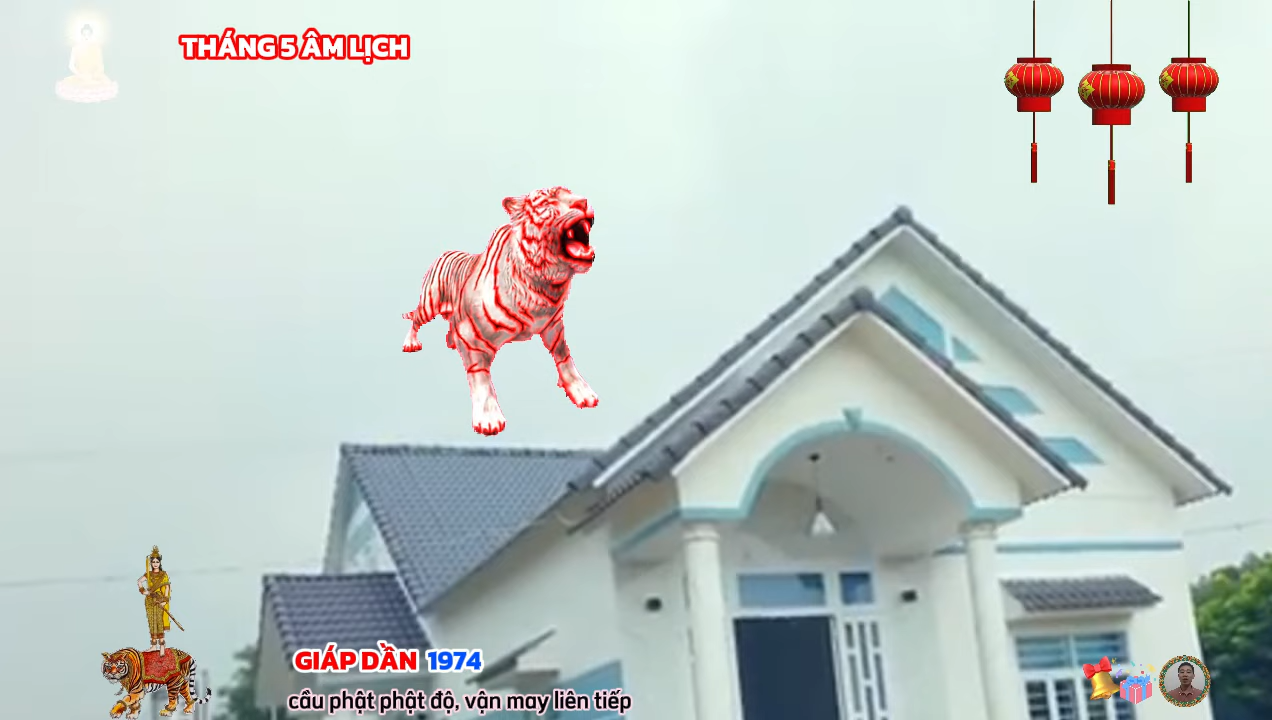 THÁNG 5 ÂM LỊCH
GIÁP DẦN 1974
cầu phật phật độ, vận may liên tiếp